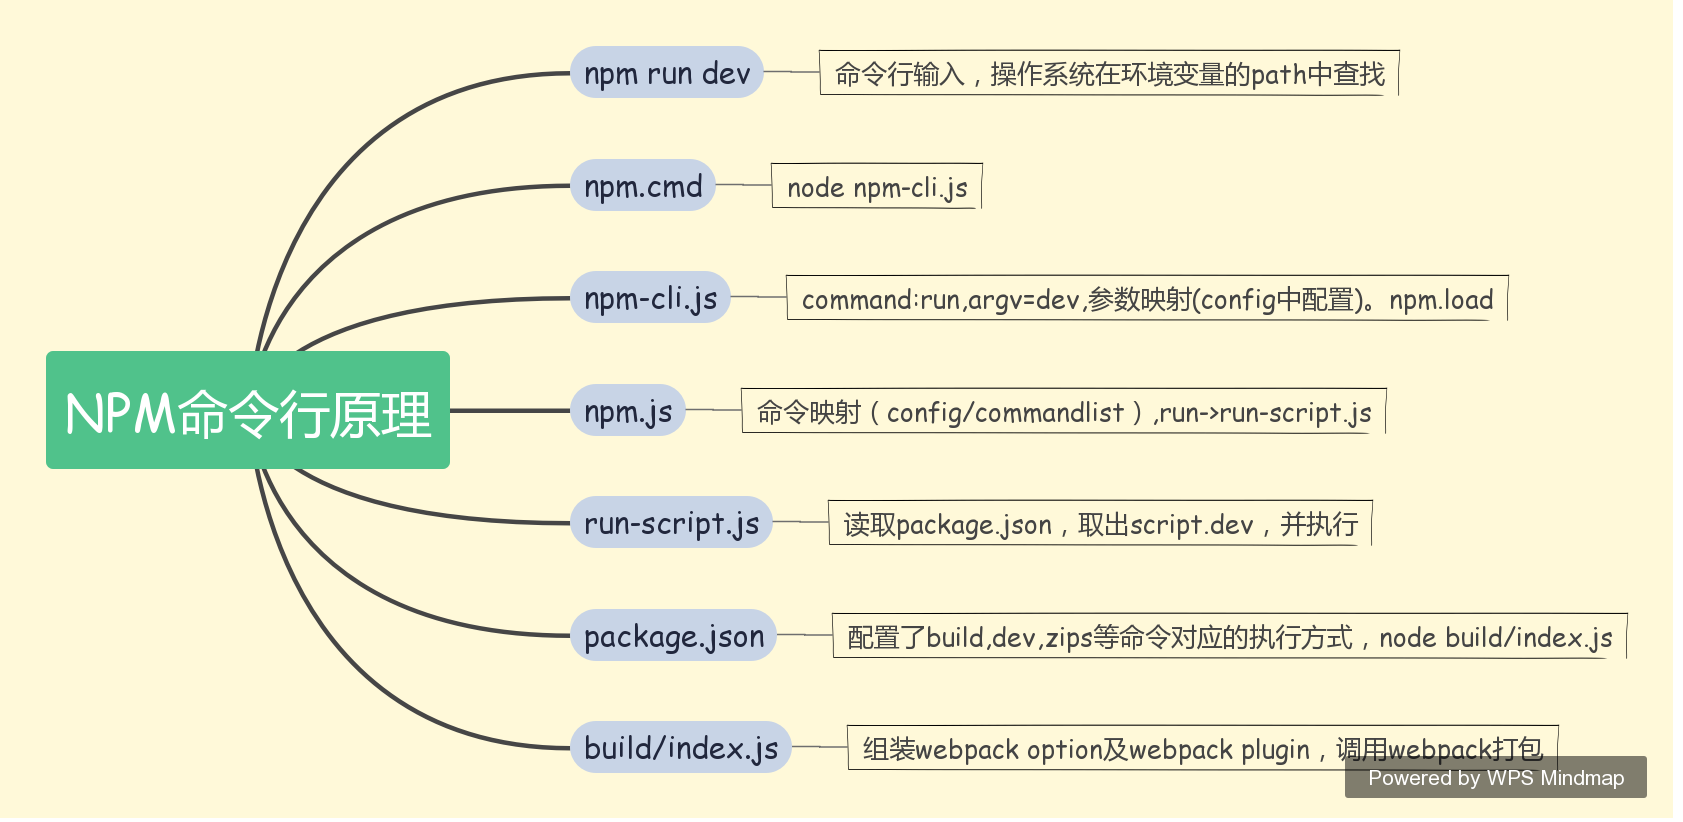 NPM命令行原理
npm run dev
命令行输入，操作系统在环境变量的path中查找
npm.cmd
node npm-cli.js
npm-cli.js
command:run,argv=dev,参数映射(config中配置)。npm.load
npm.js
命令映射（config/commandlist）,run->run-script.js
run-script.js
读取package.json，取出script.dev，并执行
package.json
配置了build,dev,zips等命令对应的执行方式，node build/index.js
build/index.js
组装webpack option及webpack plugin，调用webpack打包
Powered by WPS Mindmap